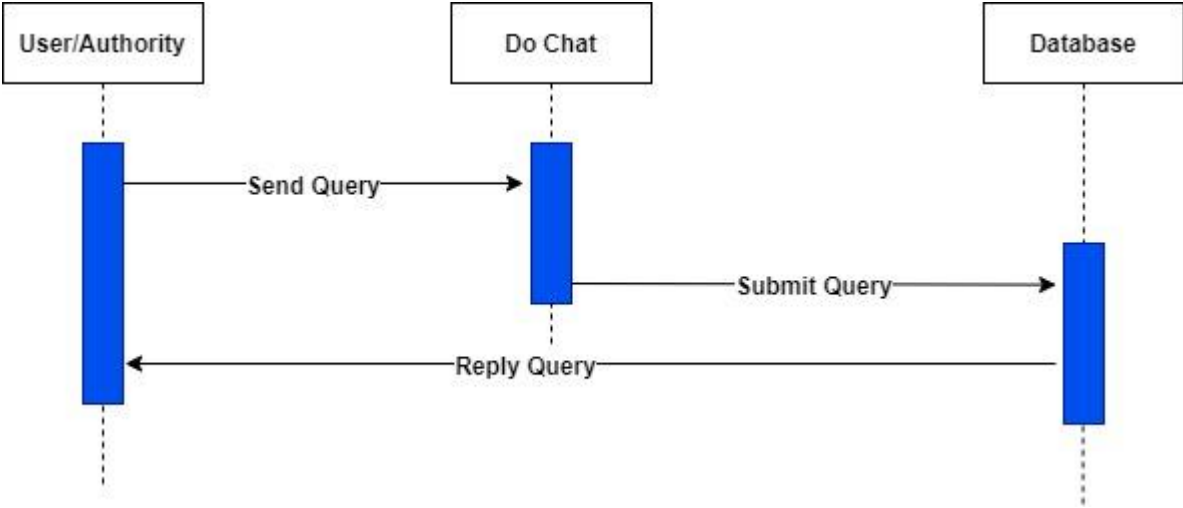 User/Authority
Do Chat
Database
Send Query
Submit Query
Reply Query